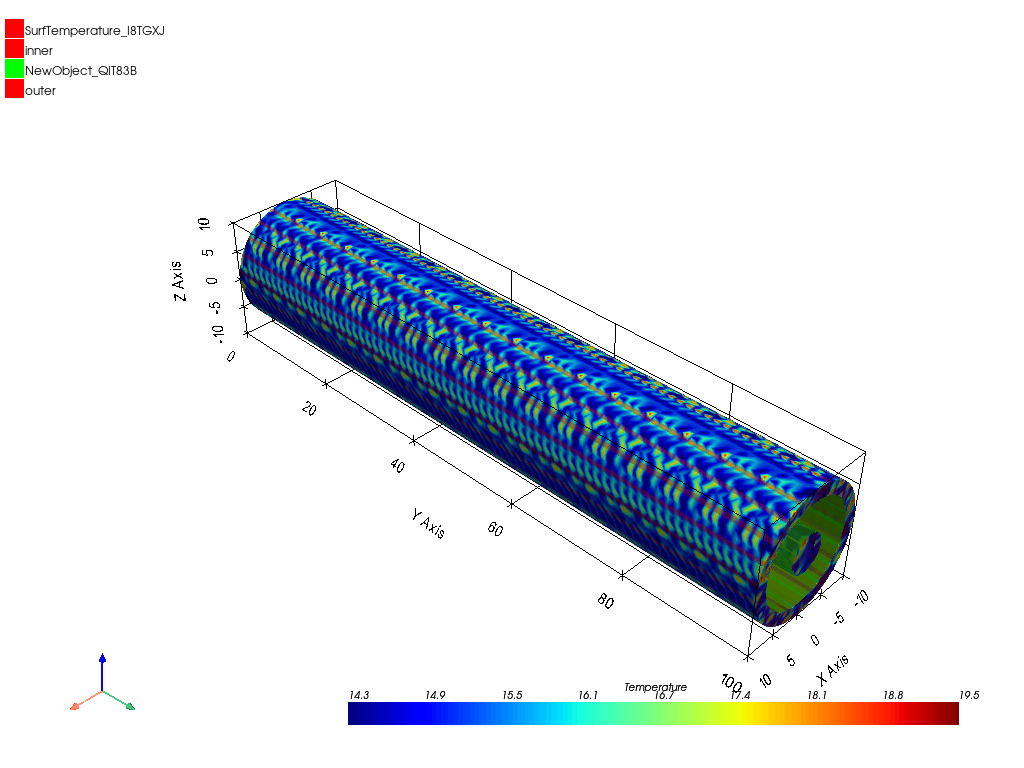 SurfTemperature_I8TGXJ
inner
NewObject_QIT83B
outer
10
5
0
-5
-10
Z Axis
0
20
40
60
80
100
Y Axis
10
5
0
-5
-10
X Axis
Temperature
14.3 14.9 15.5 16.1 16.7 17.4 18.1 18.8 19.5